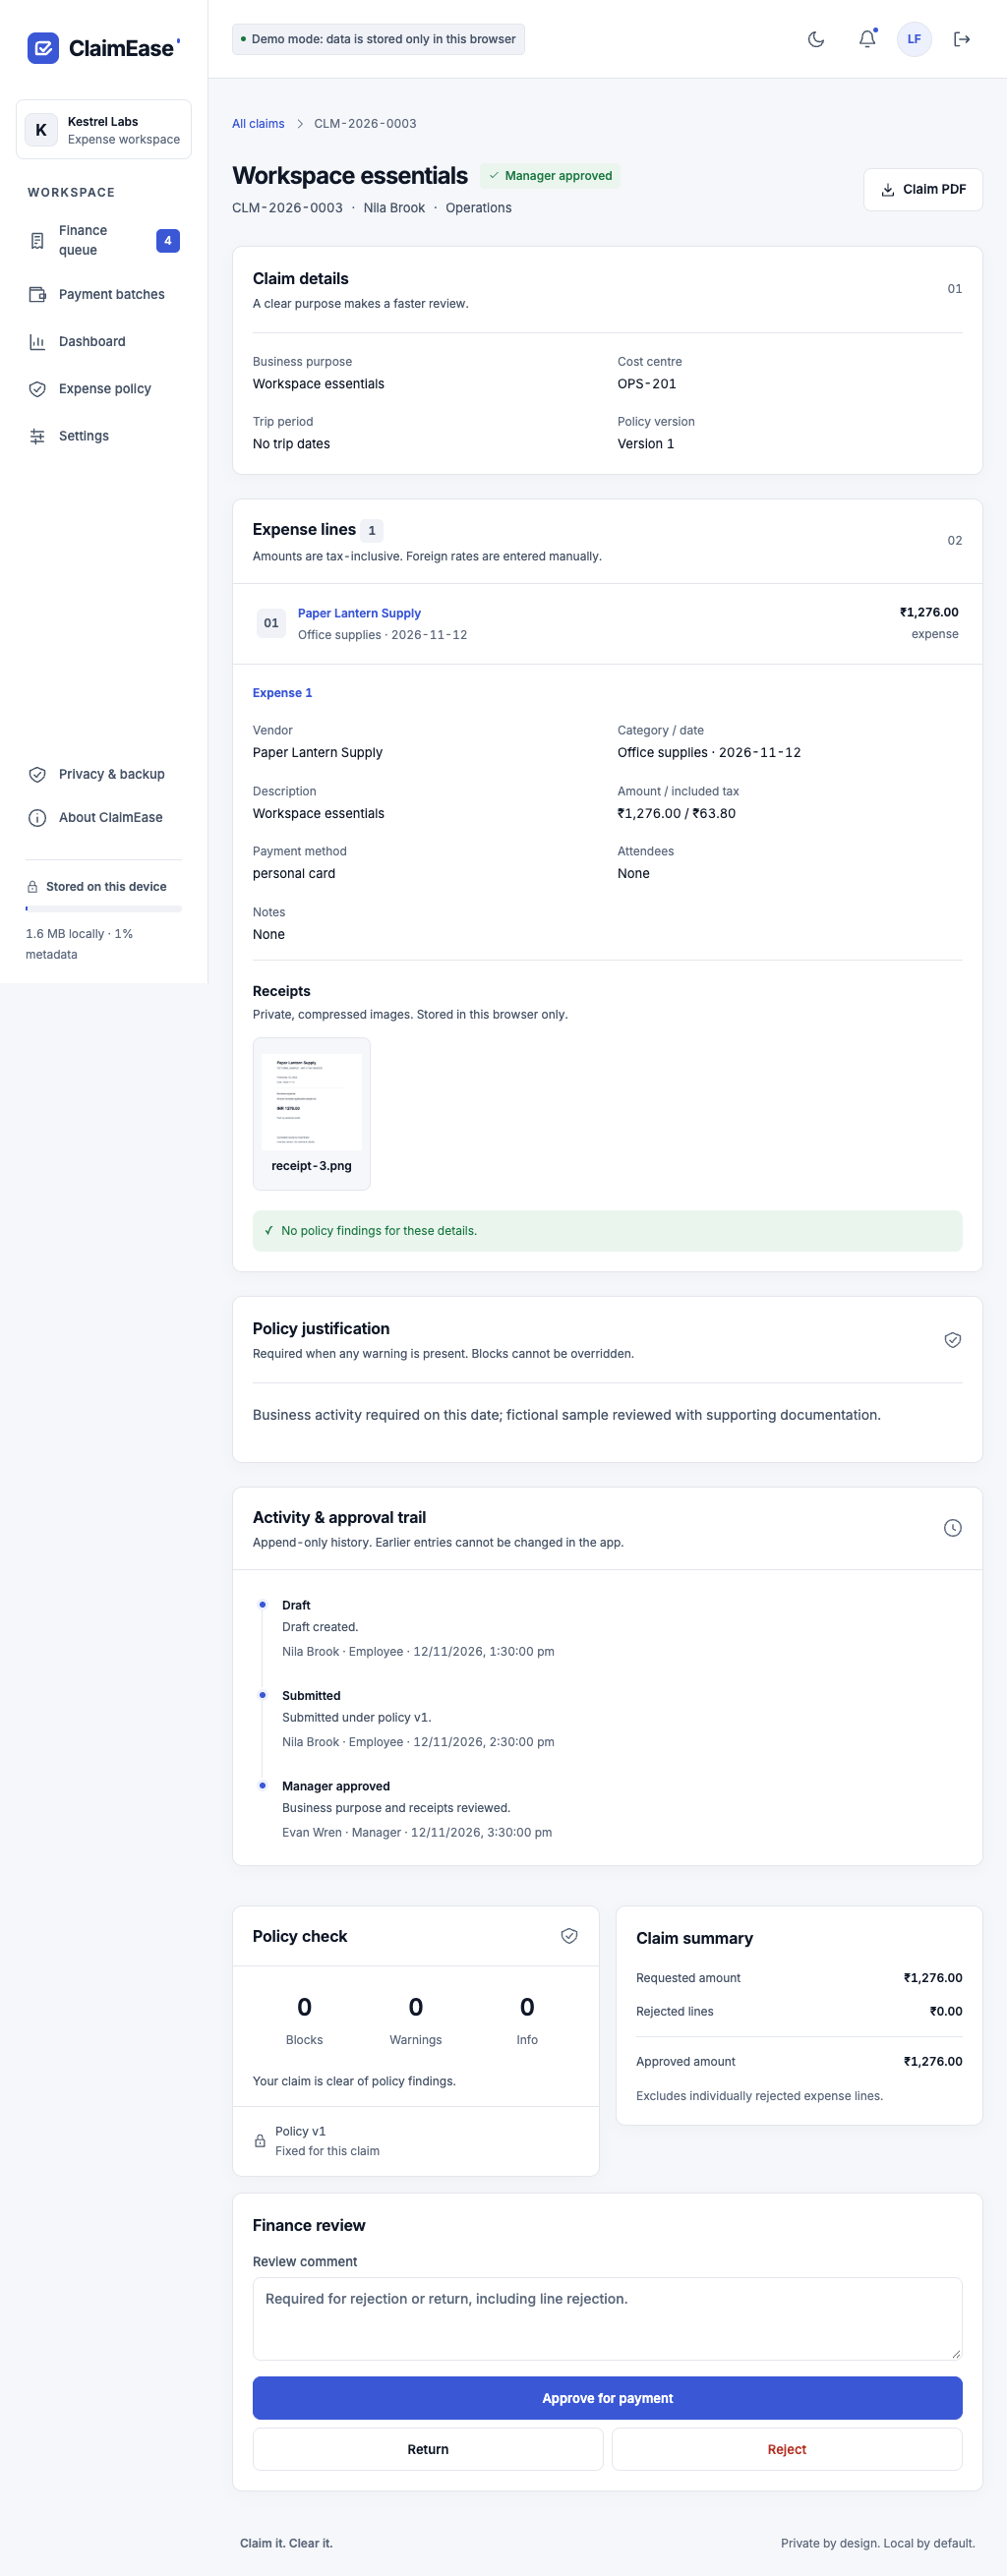 ClaimEase
Demo mode: data is stored only in this browser
LF
K
Kestrel Labs
Expense workspace
WORKSPACE
Finance queue
4
Payment batches
Dashboard
Expense policy
Settings
Privacy & backup
About ClaimEase
Stored on this device
1.6 MB locally · 1%
metadata
All claims
CLM-2026-0003
Workspace essentials
Manager approved
CLM-2026-0003 · Nila Brook · Operations
Claim PDF
Claim details
A clear purpose makes a faster review.
01
Business purpose
Workspace essentials
Cost centre
OPS-201
Trip period
No trip dates
Policy version
Version 1
Expense lines 1
Amounts are tax-inclusive. Foreign rates are entered manually.
02
01
Paper Lantern Supply
Office supplies · 2026-11-12
₹1,276.00
expense
Expense 1
Vendor
Paper Lantern Supply
Category / date
Office supplies · 2026-11-12
Description
Workspace essentials
Amount / included tax
₹1,276.00 / ₹63.80
Payment method
personal card
Attendees
None
Notes
None
Receipts
Private, compressed images. Stored in this browser only.
Paper Lantern Supply
INR 1276.00
receipt-3.png
No policy findings for these details.
Policy justification
Required when any warning is present. Blocks cannot be overridden.
Business activity required on this date; fictional sample reviewed with supporting documentation.
Activity & approval trail
Append-only history. Earlier entries cannot be changed in the app.
Draft
Draft created.
Nila Brook · Employee · 12/11/2026, 1:30:00 pm
Submitted
Submitted under policy v1.
Nila Brook · Employee · 12/11/2026, 2:30:00 pm
Manager approved
Business purpose and receipts reviewed.
Evan Wren · Manager · 12/11/2026, 3:30:00 pm
Policy check
0
Blocks
0
Warnings
0
Info
Your claim is clear of policy findings.
Policy v1
Fixed for this claim
Claim summary
Requested amount
₹1,276.00
Rejected lines
₹0.00
Approved amount
₹1,276.00
Excludes individually rejected expense lines.
Finance review
Review comment
Required for rejection or return, including line rejection.
Approve for payment
Return
Reject
Claim it. Clear it.
Private by design. Local by default.